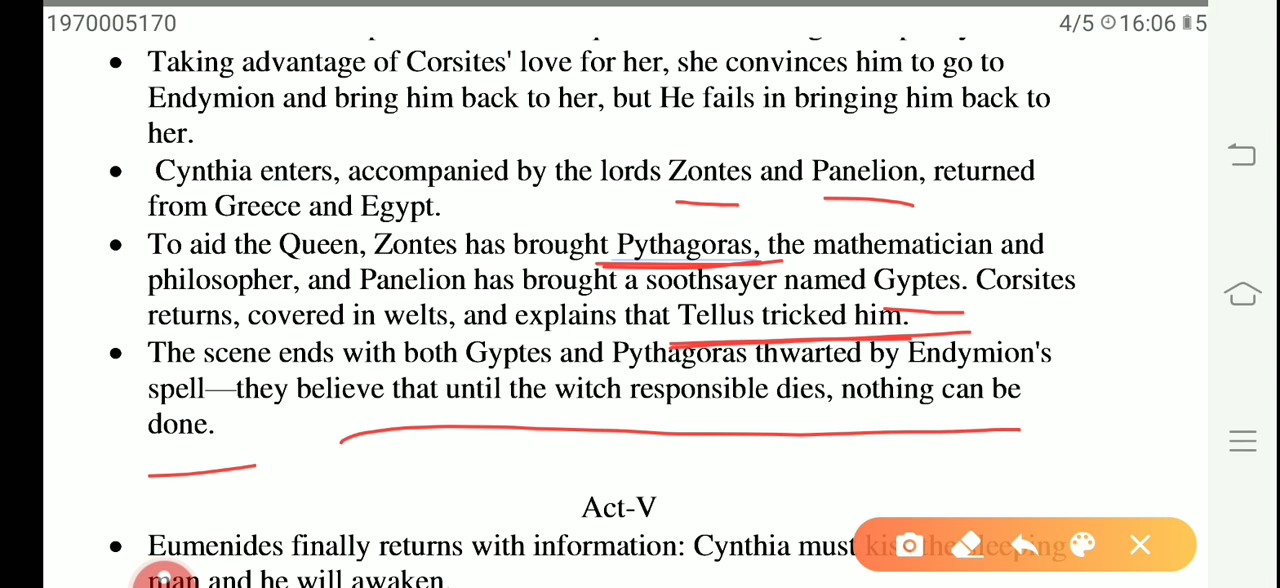 1970005170
4/5 16:06 5
Taking advantage of Corsites' love for her, she convinces him to go to
Endymion and bring him back to her, but He fails in bringing him back to
her.
Cynthia enters, accompanied by the lords Zontes and Panelion, returned
from Greece and Egypt.
To aid the Queen, Zontes has brought Pythagoras, the mathematician and
philosopher, and Panelion has brought a soothsayer named Gyptes. Corsites
returns, covered in welts, and explains that Tellus tricked him.
The scene ends with both Gyptes and Pythagoras thwarted by Endymion's
spell—they believe that until the witch responsible dies, nothing can be
done.
Act-V
Eumenides finally returns with information: Cynthia must kiss the sleeping
man and he will awaken.